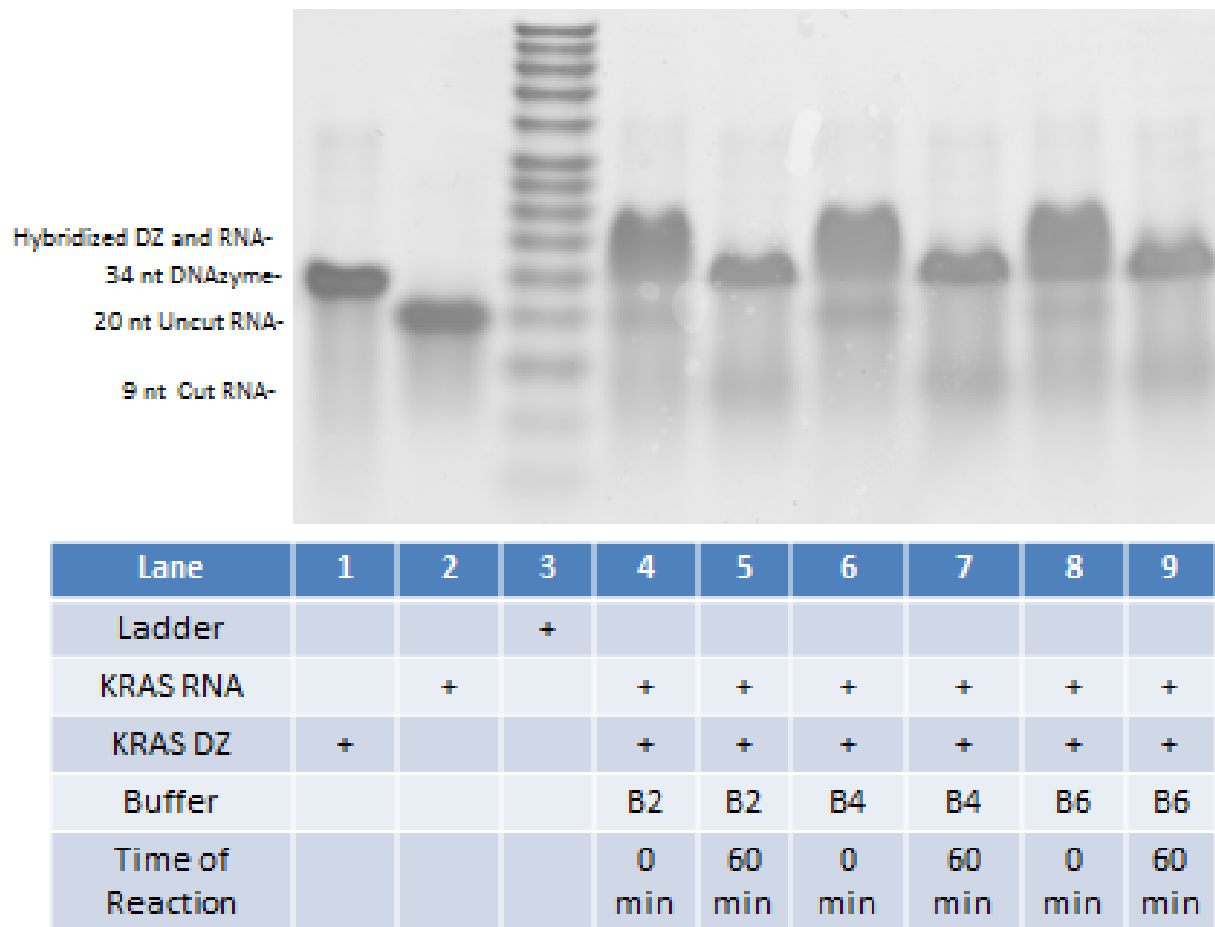 Hybridized DZ and RNA-
34 nt DNAzyme-
20 nt Uncut RNA-
9 nt Cut RNA-
Lane 1 2 3 4 5 6 7 8 9
Ladder +
KRAS RNA + + + + + + +
KRAS DZ + + + + + + +
Buffer B2 B2 B4 B4 B6 B6
Time of Reaction 0 min 60 min 0 min 60 min 0 min 60 min